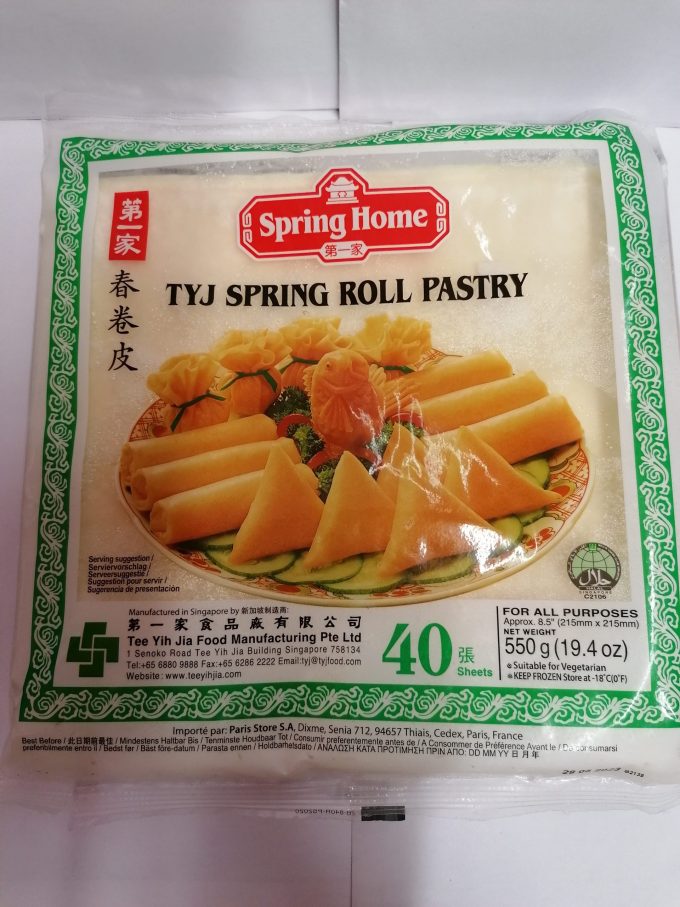 Spring Home
第一家
第一家
春卷皮
TYJ SPRING ROLL PASTRY
Serving suggestion /
Serviervorschlag /
Serveersuggestie /
Suggestion pour servir /
Sugerencia de presentación
SINGAPORE
C2106
Manufactured in Singapore by 新加坡制造商:
第一家食品廠有限公司
Tee Yih Jia Food Manufacturing Pte Ltd
1 Senoko Road Tee Yih Jia Building Singapore 758134
Tel:+65 6880 9888 Fax:+65 6286 2222 Email:tyj@tyjfood.com
Website: www.teeyihjia.com
40 張
Sheets
FOR ALL PURPOSES
Approx. 8.5" (215mm x 215mm)
NET WEIGHT
550 g (19.4 oz)
Suitable for Vegetarian
KEEP FROZEN Store at -18°C(0°F)
Importé par: Paris Store S.A, Dixme, Senia 712, 94657 Thiais, Cedex, Paris, France
Best Before / 此日期前最佳 / Mindestens Haltbar Bis / Tenminste Houdbaar Tot / Consumir preferentemente antes de / A Consommer de Préférence Avant le / Da consumarsi
preferibilmente entro il / Bedst før / Bäst före-datum / Parasta ennen / Holdbarhetsdato / ΑΝΑΛΩΣΗ ΚΑΤΑ ΠΡΟΤΙΜΗΣΗ ΠΡΙΝ ΑΠΟ: DD MM YY 日 月 年